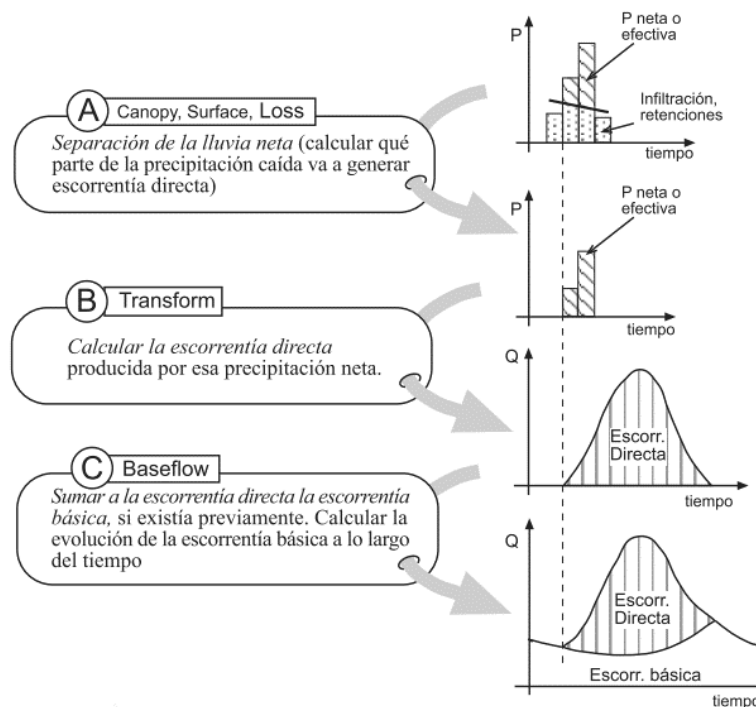 A Canopy, Surface, Loss
Separación de la lluvia neta (calcular qué
parte de la precipitación caída va a generar
escorrentía directa)
P
P neta o
efectiva
Infiltración,
retenciones
tiempo
P
P neta o
efectiva
tiempo
B Transform
Calcular la escorrentía directa
producida por esa precipitación neta.
Q
Escorr.
Directa
tiempo
C Baseflow
Sumar a la escorrentía directa la escorrentía
básica, si existía previamente. Calcular la
evolución de la escorrentía básica a lo largo
del tiempo
Q
Escorr.
Directa
Escorr. básica
tiempo